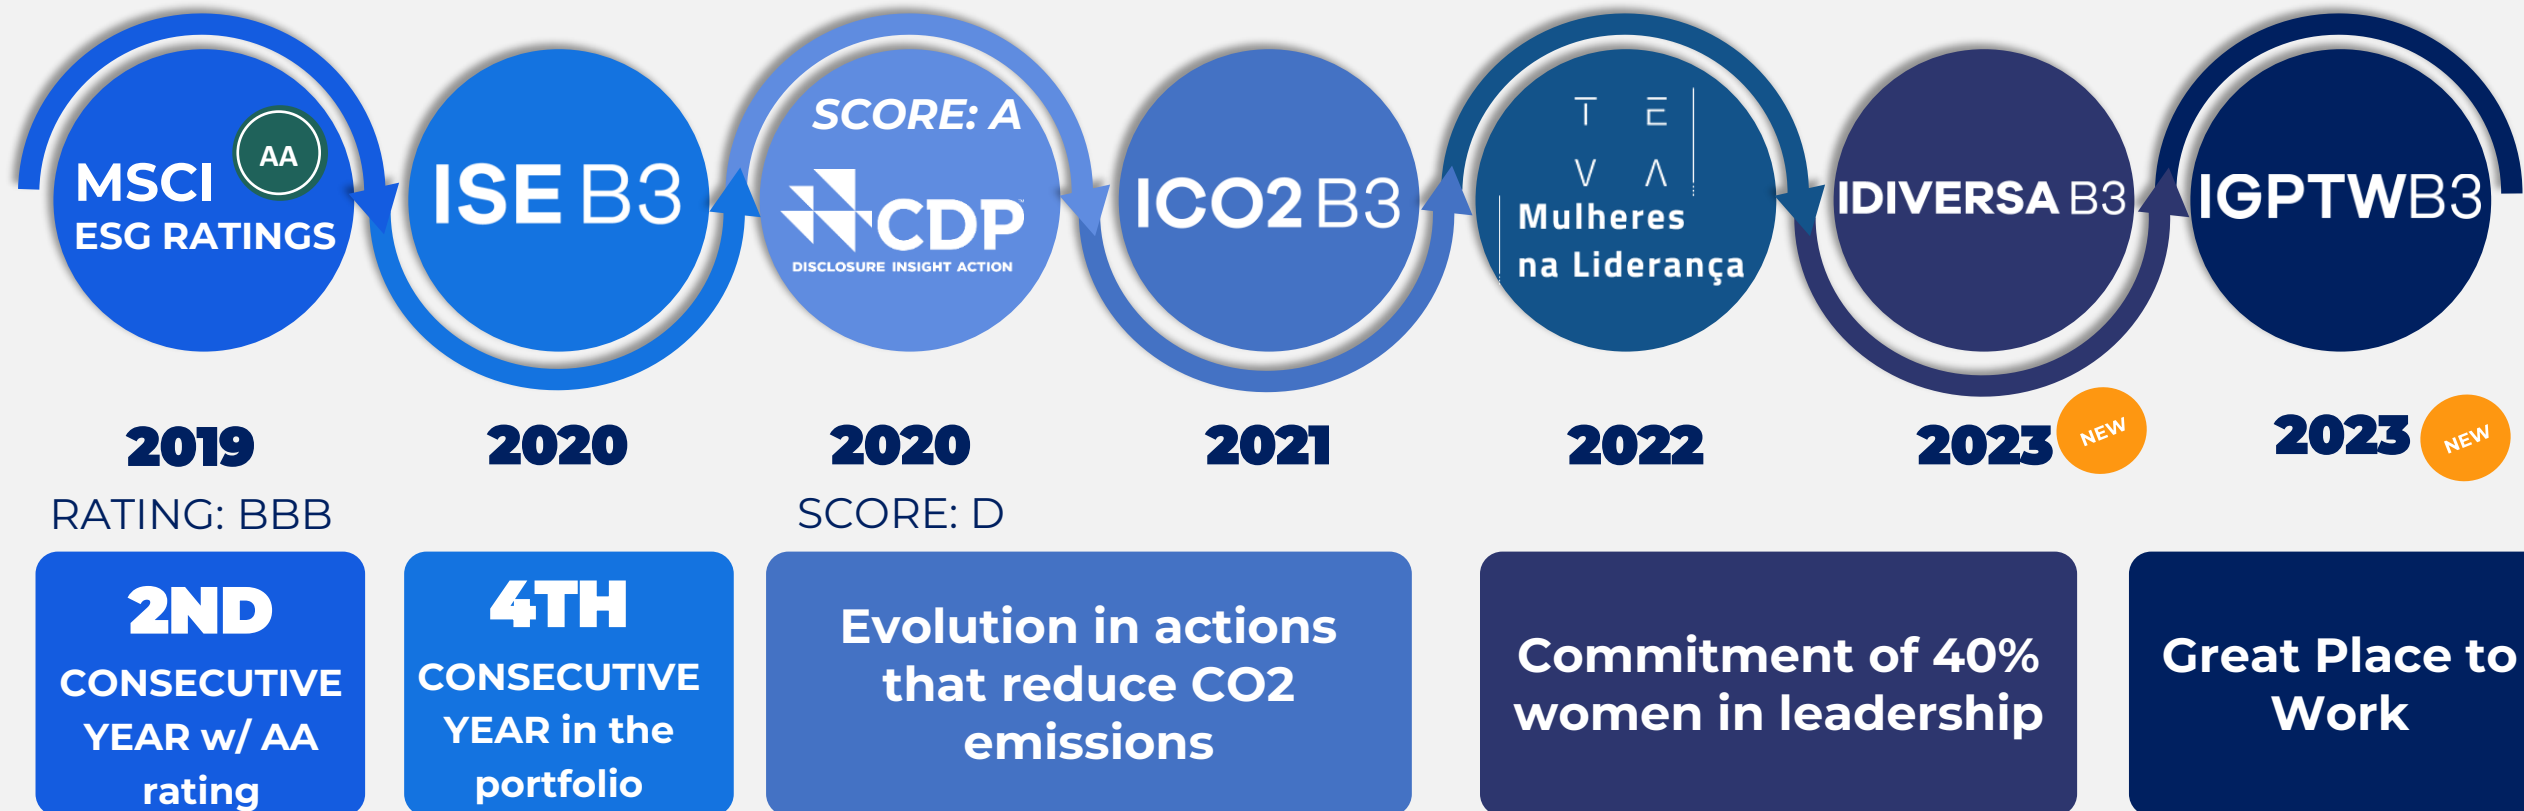 MSCI
AA
ESG RATINGS
ISE B3
SCORE: A
CDP
DISCLOSURE INSIGHT ACTION
ICO2 B3
T E
V A
Mulheres
na Liderança
IDIVERSA B3
IGPTWB3
2019
2020
2020
2021
2022
2023
NEW
2023
NEW
RATING: BBB
SCORE: D
2ND
CONSECUTIVE
YEAR w/ AA
rating
4TH
CONSECUTIVE
YEAR in the
portfolio
Evolution in actions
that reduce CO2
emissions
Commitment of 40%
women in leadership
Great Place to
Work